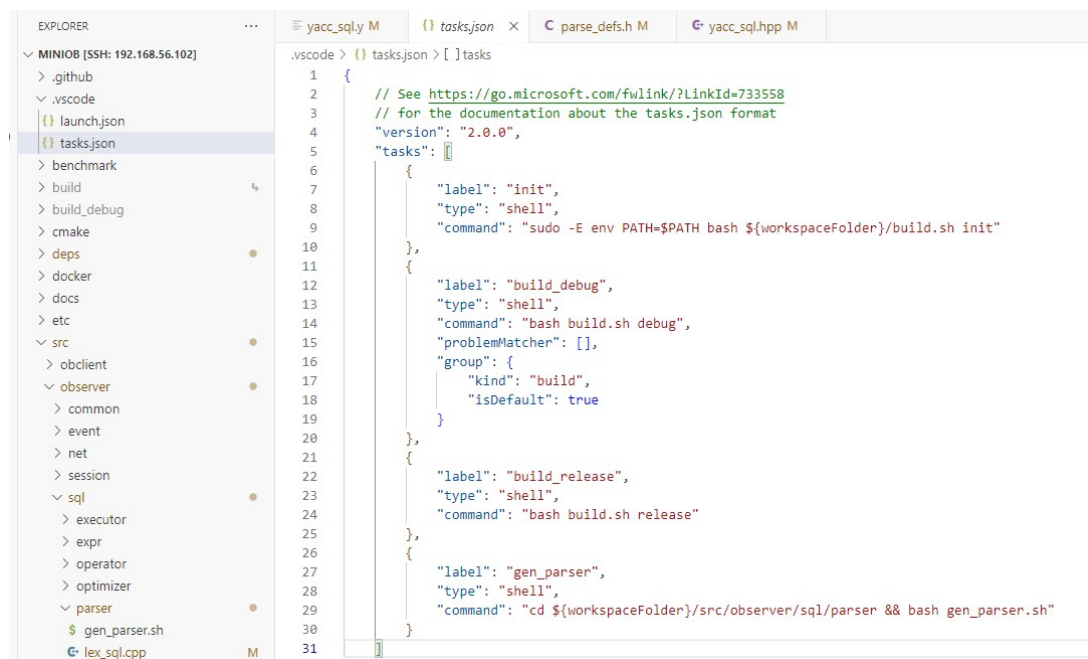 EXPLORER ...
MINIOB [SSH: 192.168.56.102]
.github
.vscode
{} launch.json
{} tasks.json
benchmark
build
build_debug
cmake
deps
docker
docs
etc
src
obclient
observer
common
event
net
session
sql
executor
expr
operator
optimizer
parser
$ gen_parser.sh
lex_sql.cpp M
yacc_sql.y M
{} tasks.json
C parse_defs.h M
yacc_sql.hpp M
.vscode > {} tasks.json > [ ] tasks
1 {
2 // See https://go.microsoft.com/fwlink/?LinkId=733558
3 // for the documentation about the tasks.json format
4 "version": "2.0.0",
5 "tasks": [
6 {
7 "label": "init",
8 "type": "shell",
9 "command": "sudo -E env PATH=$PATH bash ${workspaceFolder}/build.sh init"
10 },
11 {
12 "label": "build_debug",
13 "type": "shell",
14 "command": "bash build.sh debug",
15 "problemMatcher": [],
16 "group": {
17 "kind": "build",
18 "isDefault": true
19 }
20 },
21 {
22 "label": "build_release",
23 "type": "shell",
24 "command": "bash build.sh release"
25 },
26 {
27 "label": "gen_parser",
28 "type": "shell",
29 "command": "cd ${workspaceFolder}/src/observer/sql/parser && bash gen_parser.sh"
30 }
31 ]